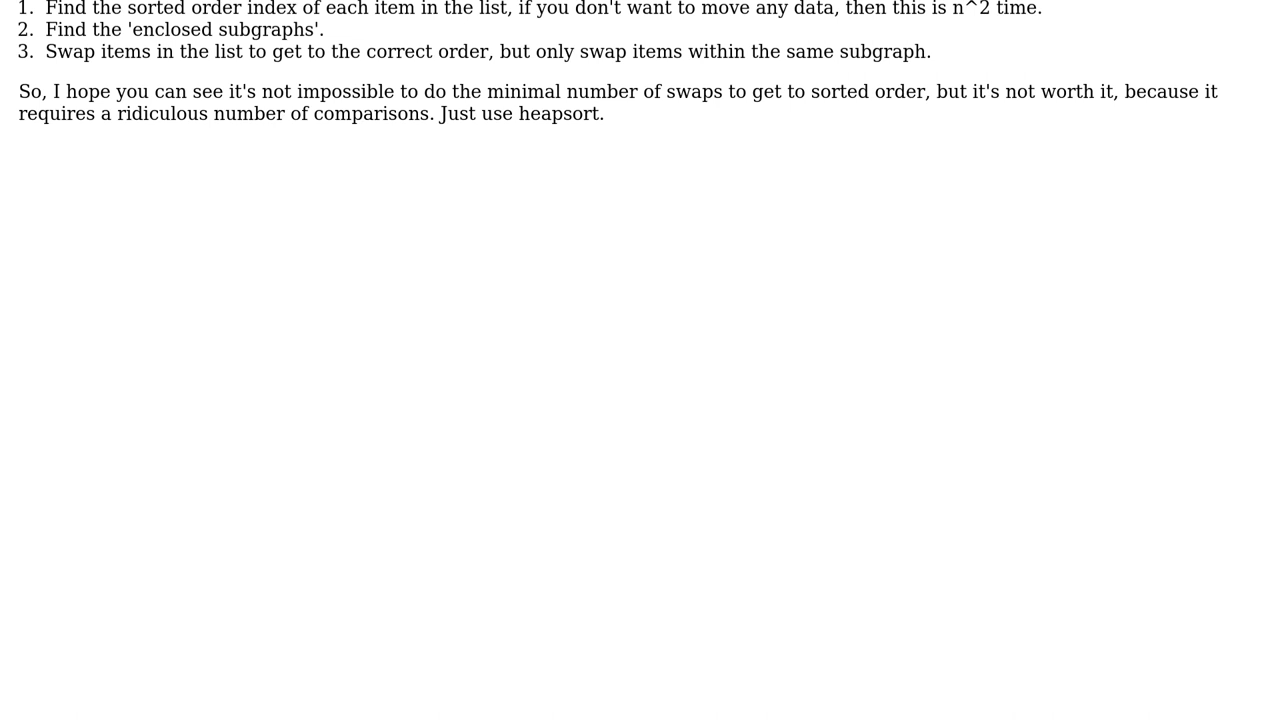 1. Find the sorted order index of each item in the list, if you don't want to move any data, then this is n^2 time.
2. Find the 'enclosed subgraphs'.
3. Swap items in the list to get to the correct order, but only swap items within the same subgraph.
So, I hope you can see it's not impossible to do the minimal number of swaps to get to sorted order, but it's not worth it, because it
requires a ridiculous number of comparisons. Just use heapsort.